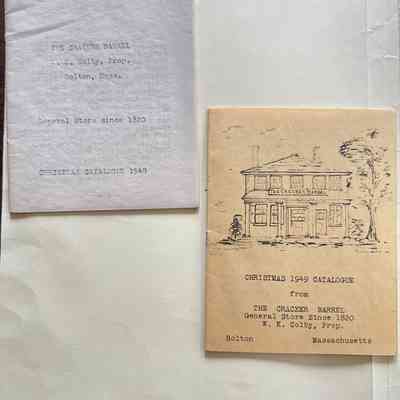 THE CRACKER BARREL
N. K. Colby, Prop.
Bolton, Mass.
General Store Since 1820
CHRISTMAS CATALOGUE 1948
THE CRACKER BARREL
CHRISTMAS 1949 CATALOGUE
from
THE CRACKER BARREL
General Store Since 1820
N. K. Colby, Prop.
Bolton Massachusetts